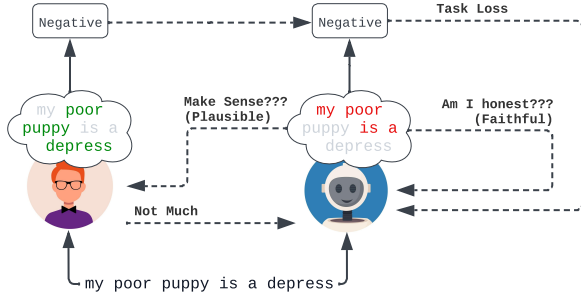 Task Loss
Negative
Negative
my poor
puppy is a
depress
Make Sense???
(Plausible)
my poor
puppy is a
depress
Am I honest???
(Faithful)
Not Much
my poor puppy is a depress